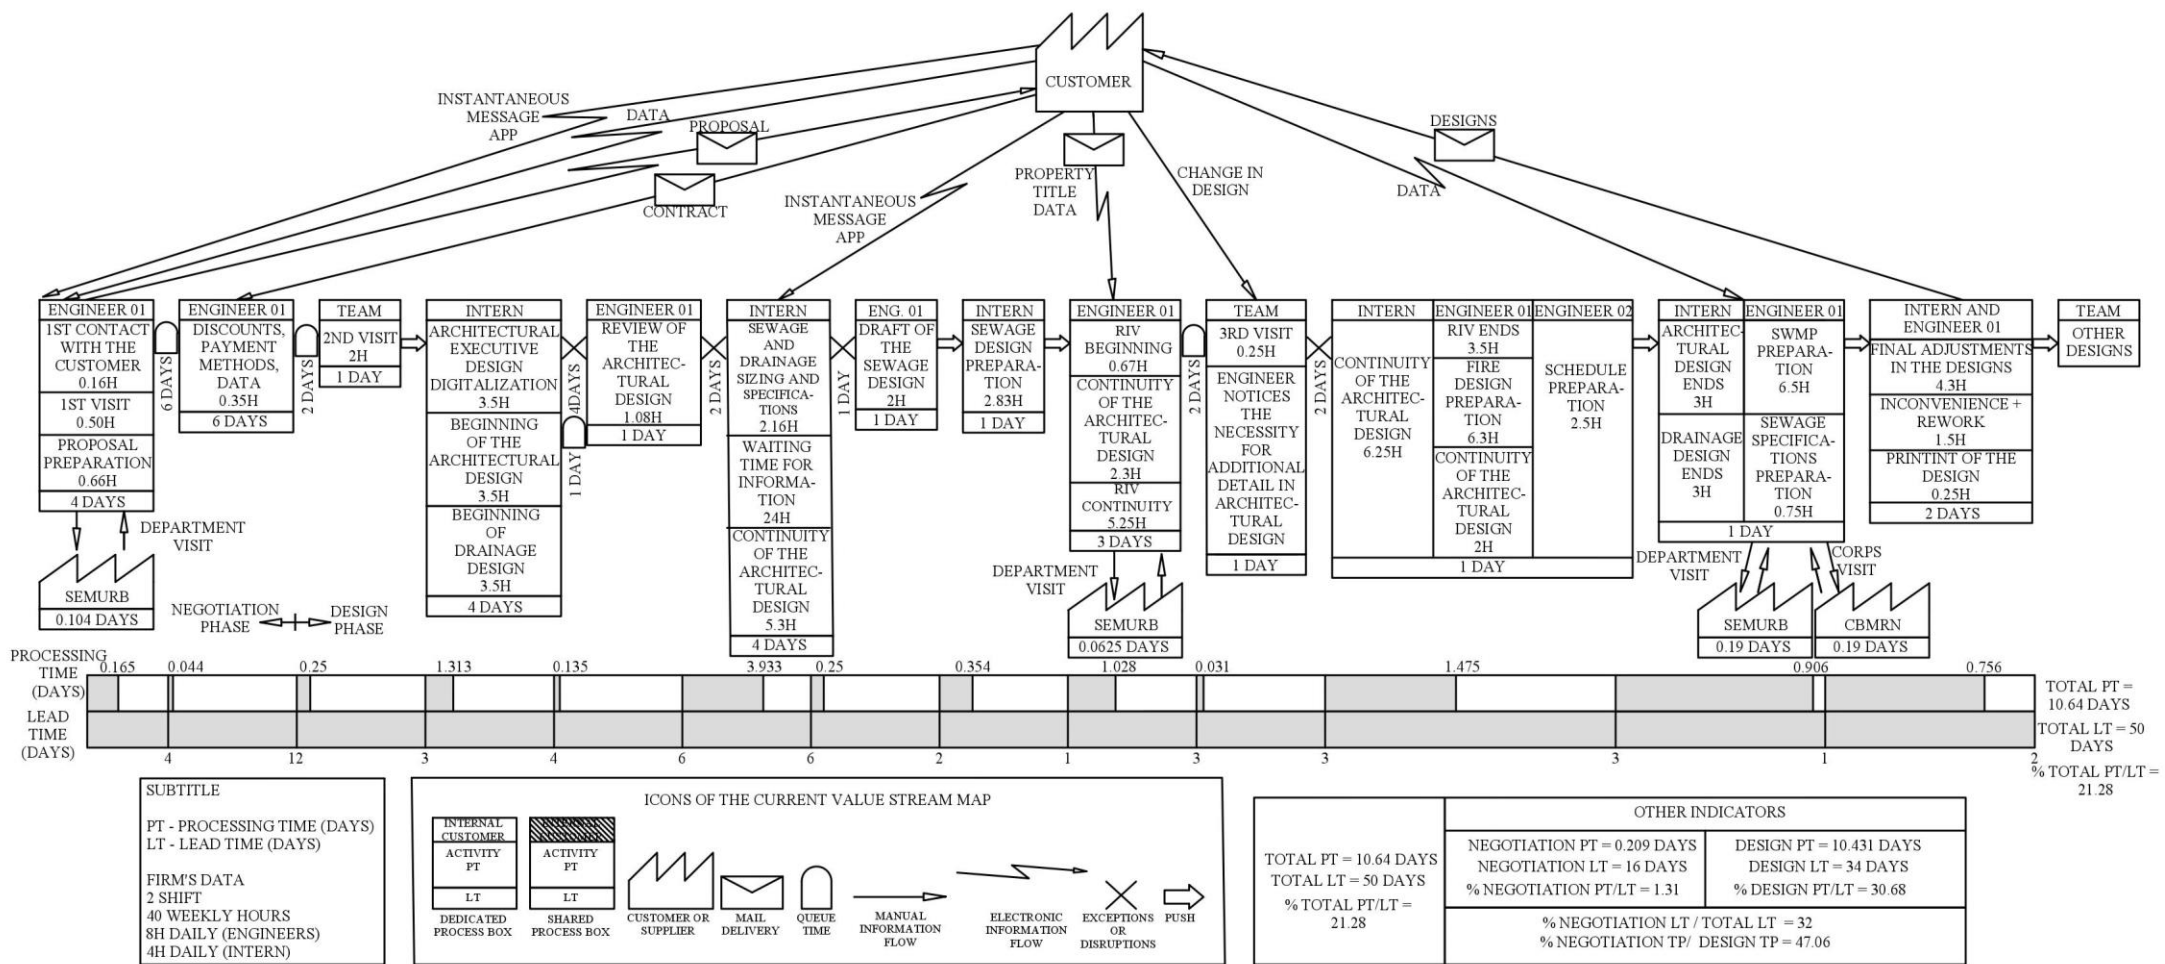 CUSTOMER
INSTANTANEOUS
MESSAGE
APP
DATA
PROPOSAL
CONTRACT
INSTANTANEOUS
MESSAGE
APP
PROPERTY
TITLE
DATA
CHANGE IN
DESIGN
DESIGNS
DATA
ENGINEER 01
1ST CONTACT
WITH THE
CUSTOMER
0.16H
1ST VISIT
0.50H
PROPOSAL
PREPARATION
0.66H
4 DAYS
6 DAYS
ENGINEER 01
DISCOUNTS,
PAYMENT
METHODS,
DATA
0.35H
6 DAYS
2 DAYS
TEAM
2ND VISIT
2H
1 DAY
INTERN
ARCHITECTURAL
EXECUTIVE
DESIGN
DIGITALIZATION
3.5H
BEGINNING
OF THE
ARCHITECTURAL
DESIGN
3.5H
BEGINNING
OF
DRAINAGE
DESIGN
3.5H
4 DAYS
4DAYS
1 DAY
ENGINEER 01
REVIEW OF
THE
ARCHITEC-
TURAL
DESIGN
1.08H
1 DAY
2 DAYS
INTERN
SEWAGE
AND
DRAINAGE
SIZING AND
SPECIFICA-
TIONS
2.16H
WAITING
TIME FOR
INFORMA-
TION
24H
CONTINUITY
OF THE
ARCHITEC-
TURAL
DESIGN
5.3H
4 DAYS
1 DAY
ENG. 01
DRAFT OF
THE
SEWAGE
DESIGN
2H
1 DAY
INTERN
SEWAGE
DESIGN
PREPARATION
2.83H
1 DAY
ENGINEER 01
RIV
BEGINNING
0.67H
CONTINUITY
OF THE
ARCHITEC-
TURAL
DESIGN
2.3H
RIV
CONTINUITY
5.25H
3 DAYS
2 DAYS
TEAM
3RD VISIT
0.25H
ENGINEER
NOTICES
THE
NECESSITY
FOR
ADDITIONAL
DETAIL IN
ARCHITEC-
TURAL
DESIGN
1 DAY
2 DAYS
INTERN
CONTINUITY
OF THE
ARCHITEC-
TURAL
DESIGN
6.25H
ENGINEER 01
RIV ENDS
3.5H
FIRE
DESIGN
PREPARA-
TION
6.3H
CONTINUITY
OF THE
ARCHITEC-
TURAL
DESIGN
2H
ENGINEER 02
SCHEDULE
PREPARA-
TION
2.5H
1 DAY
INTERN
ARCHITEC-
TURAL
DESIGN
ENDS
3H
DRAINAGE
DESIGN
ENDS
3H
ENGINEER 01
SWMP
PREPARA-
TION
6.5H
SEWAGE
SPECIFICA-
TIONS
PREPARA-
TION
0.75H
1 DAY
INTERN AND
ENGINEER 01
FINAL ADJUSTMENTS
IN THE DESIGNS
4.3H
INCONVENIENCE +
REWORK
1.5H
PRINTINT OF THE
DESIGN
0.25H
2 DAYS
TEAM
OTHER
DESIGNS
DEPARTMENT
VISIT
SEMURB
0.104 DAYS
NEGOTIATION
PHASE
DESIGN
PHASE
DEPARTMENT
VISIT
SEMURB
0.0625 DAYS
DEPARTMENT
VISIT
CORPS
VISIT
SEMURB
0.19 DAYS
CBMRN
0.19 DAYS
PROCESSING
TIME
(DAYS)
0.165 0.044 0.25 1.313 0.135 3.933 0.25 0.354 1.028 0.031 1.475 0.906 0.756
TOTAL PT =
10.64 DAYS
LEAD
TIME
(DAYS)
4 12 3 4 6 6 2 1 3 3 3 1 2
TOTAL LT = 50
DAYS
% TOTAL PT/LT =
21.28
SUBTITLE
PT - PROCESSING TIME (DAYS)
LT - LEAD TIME (DAYS)
FIRM'S DATA
2 SHIFT
40 WEEKLY HOURS
8H DAILY (ENGINEERS)
4H DAILY (INTERN)
ICONS OF THE CURRENT VALUE STREAM MAP
INTERNAL
CUSTOMER
ACTIVITY
PT
LT
DEDICATED
PROCESS BOX
INTERNAL
CUSTOMER
ACTIVITY
PT
LT
SHARED
PROCESS BOX
CUSTOMER OR
SUPPLIER
MAIL
DELIVERY
QUEUE
TIME
MANUAL
INFORMATION
FLOW
ELECTRONIC
INFORMATION
FLOW
EXCEPTIONS
OR
DISRUPTIONS
PUSH
TOTAL PT = 10.64 DAYS
TOTAL LT = 50 DAYS
% TOTAL PT/LT =
21.28
OTHER INDICATORS
NEGOTIATION PT = 0.209 DAYS
NEGOTIATION LT = 16 DAYS
% NEGOTIATION PT/LT = 1.31
DESIGN PT = 10.431 DAYS
DESIGN LT = 34 DAYS
% DESIGN PT/LT = 30.68
% NEGOTIATION LT / TOTAL LT = 32
% NEGOTIATION TP/ DESIGN TP = 47.06